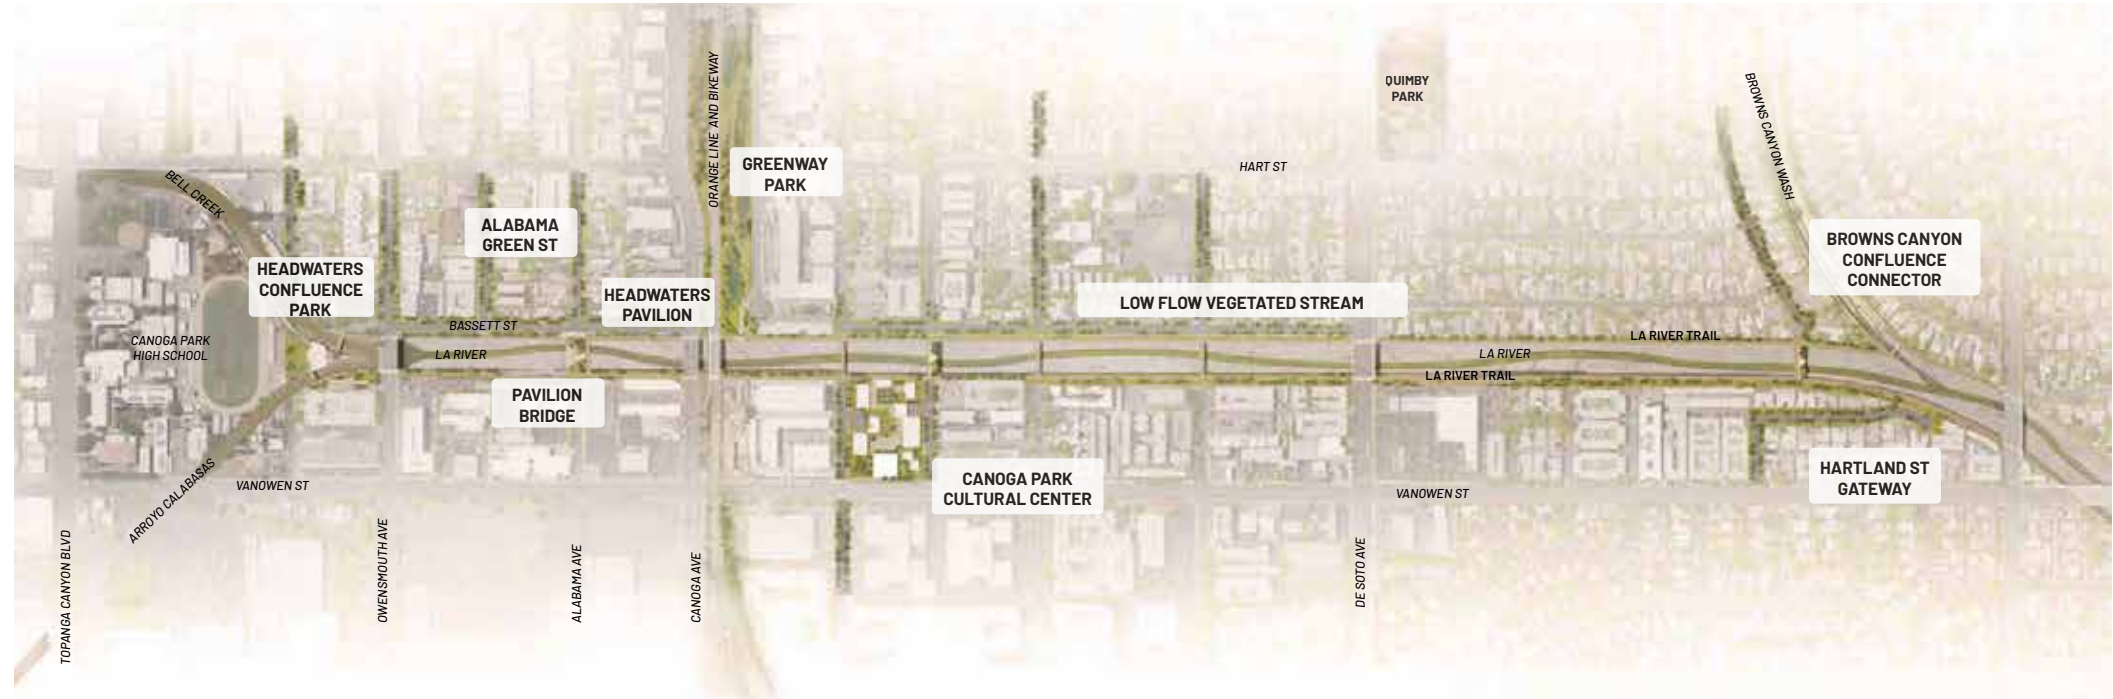 QUIMBY
PARK
ORANGE LINE AND BIKEWAY
BROWNS CANYON WASH
GREENWAY
PARK
HART ST
BELL CREEK
ALABAMA
GREEN ST
BROWNS CANYON
CONFLUENCE
CONNECTOR
HEADWATERS
CONFLUENCE
PARK
HEADWATERS
PAVILION
LOW FLOW VEGETATED STREAM
BASSETT ST
LA RIVER TRAIL
CANOGA PARK
HIGH SCHOOL
LA RIVER
LA RIVER
LA RIVER TRAIL
PAVILION
BRIDGE
ARROYO CALABASAS
VANOWEN ST
CANOGA PARK
CULTURAL CENTER
VANOWEN ST
HARTLAND ST
GATEWAY
TOPANGA CANYON BLVD
OWENSMOUTH AVE
ALABAMA AVE
CANOGA AVE
DE SOTO AVE